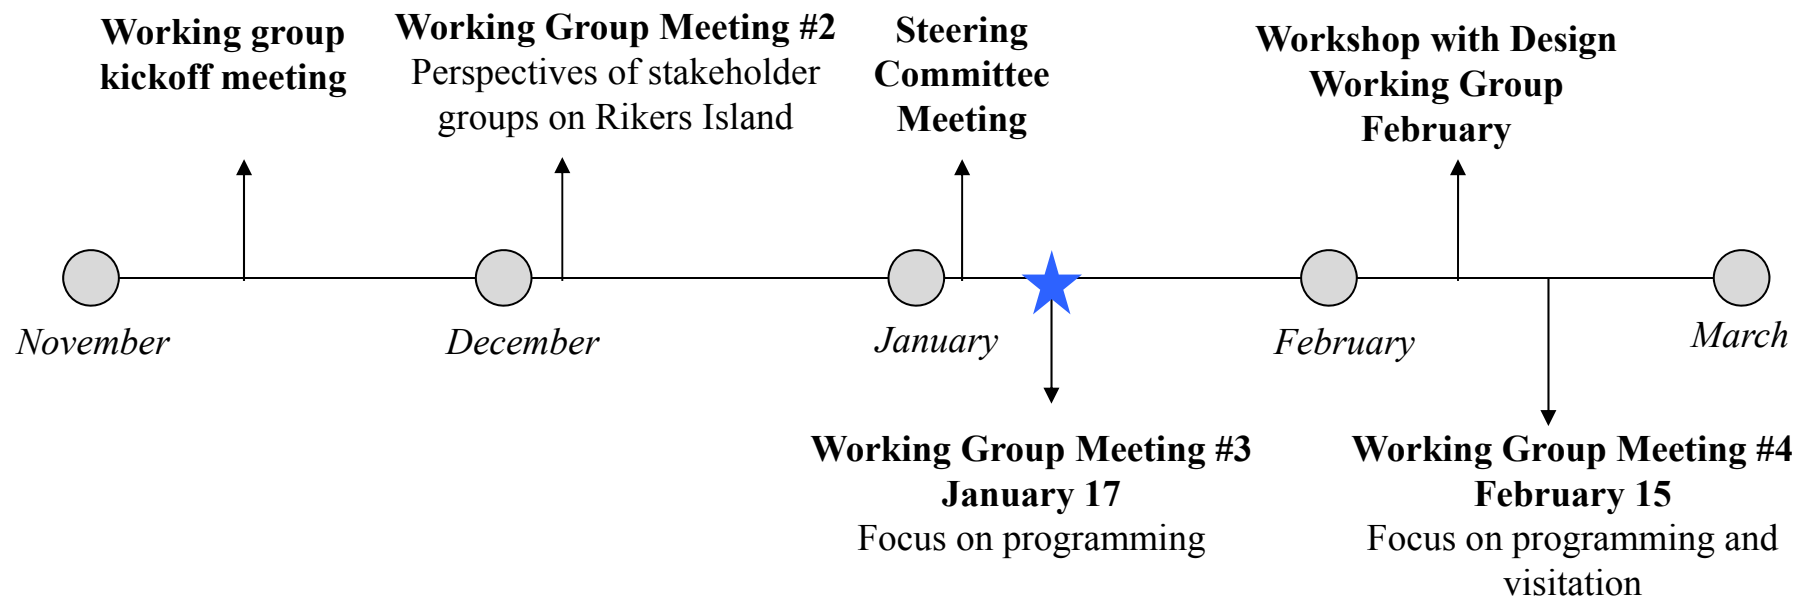 Working group
kickoff meeting
Working Group Meeting #2
Perspectives of stakeholder
groups on Rikers Island
Steering
Committee
Meeting
Workshop with Design
Working Group
February
November
December
January
February
March
Working Group Meeting #3
January 17
Focus on programming
Working Group Meeting #4
February 15
Focus on programming and
visitation